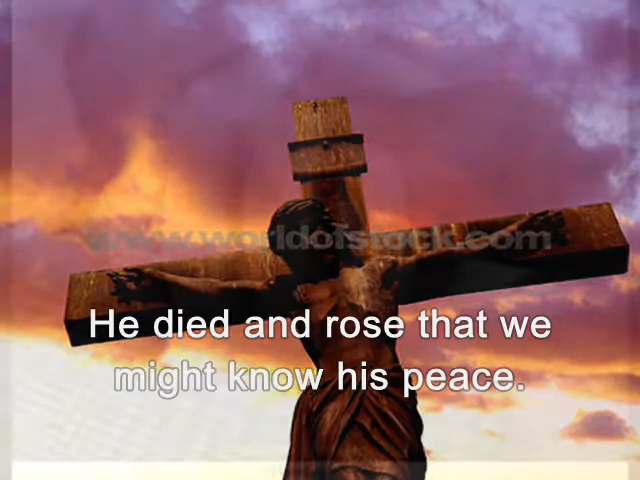 www.worldofstock.com
He died and rose that we
might know his peace.